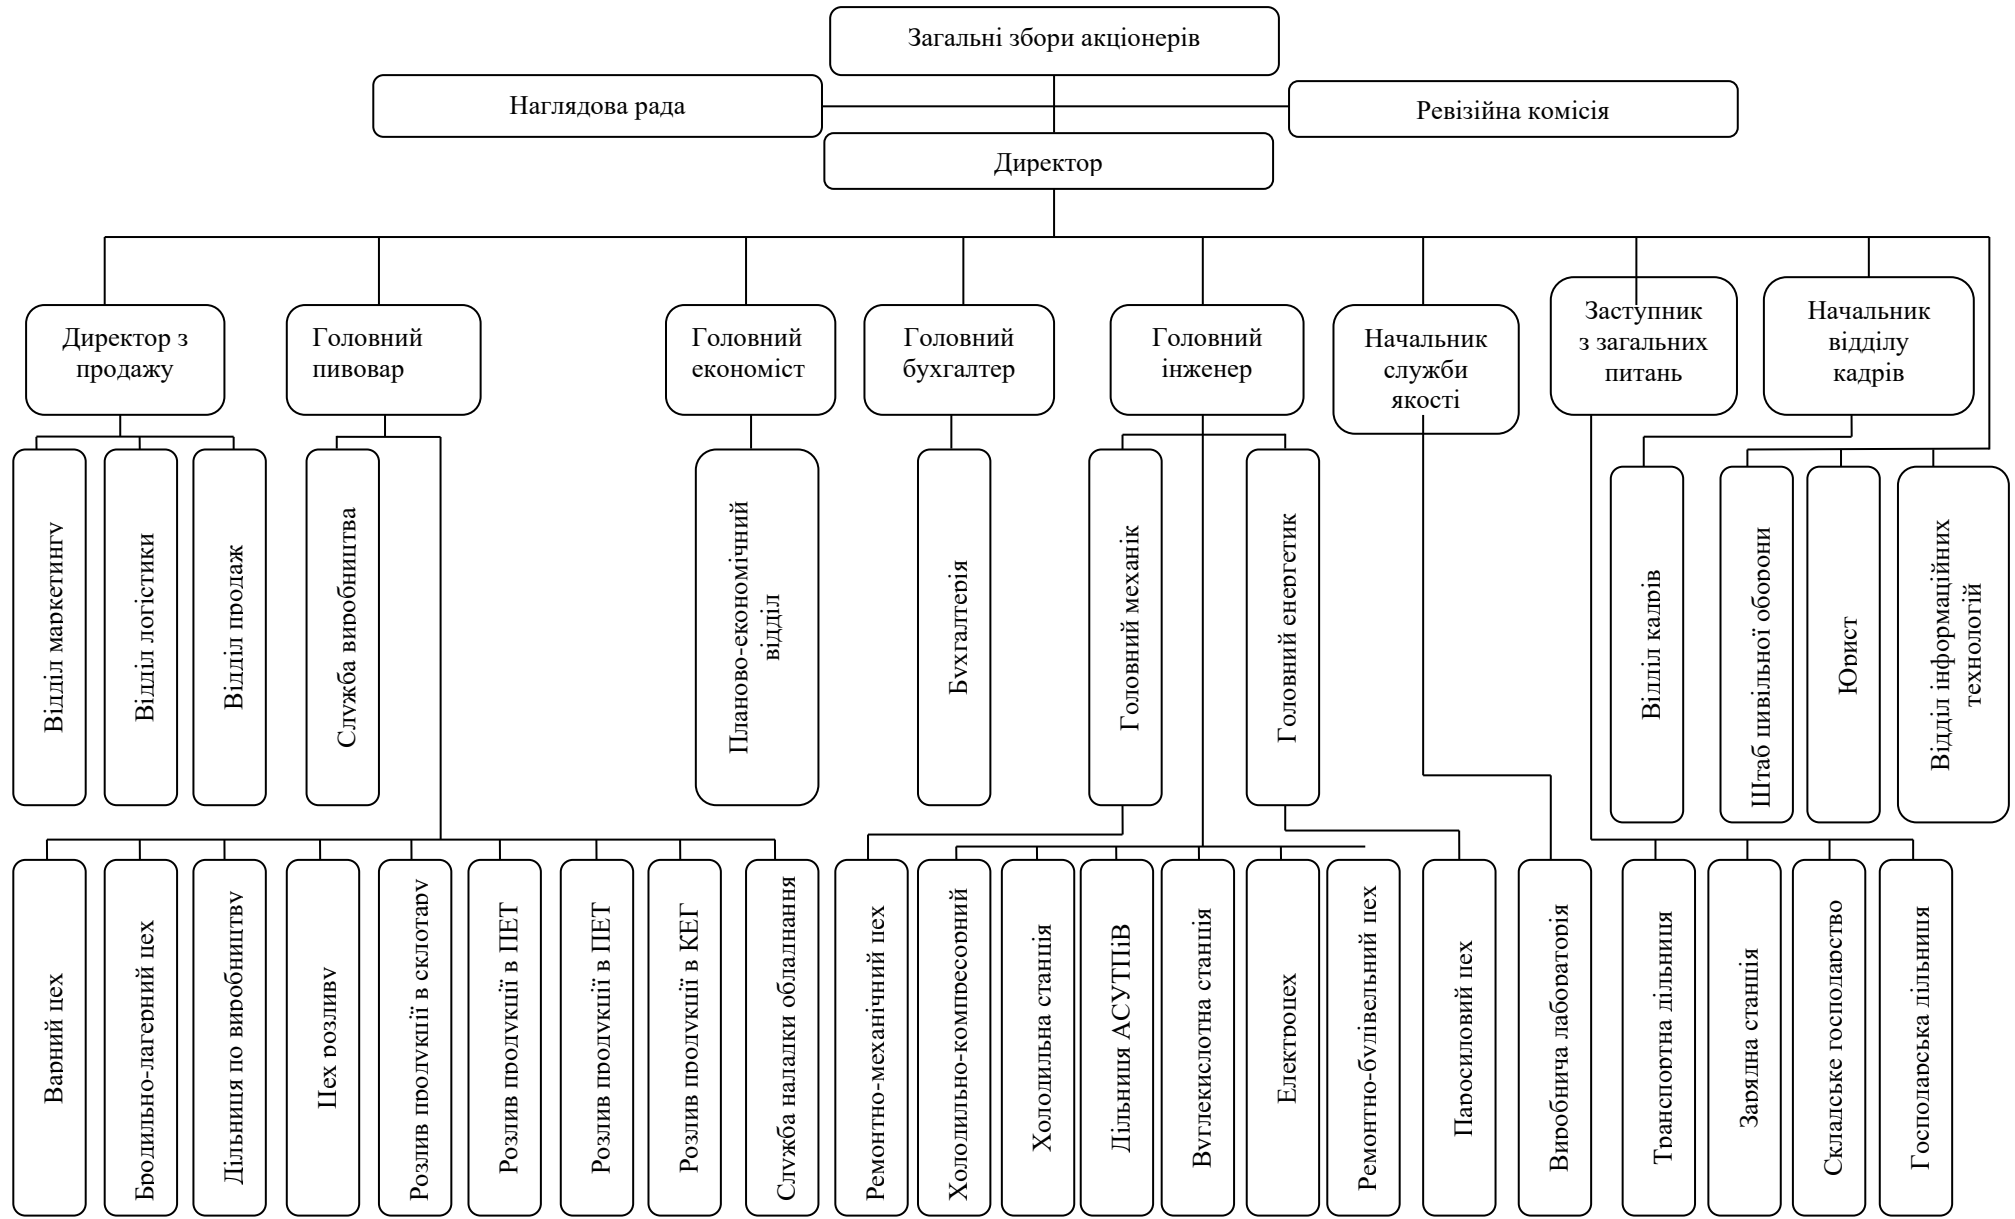 Загальні збори акціонерів
Наглядова рада
Ревізійна комісія
Директор
Директор з
продажу
Головний
пивовар
Головний
економіст
Головний
бухгалтер
Головний
інженер
Начальник
служби
якості
Заступник
з загальних
питань
Начальник
відділу
кадрів
Відділ маркетингу
Відділ логістики
Відділ продаж
Служба виробництва
Планово-економічний
відділ
Бухгалтерія
Головний механік
Головний енергетик
Відділ кадрів
Штаб цивільної оборони
Юрист
Відділ інформаційних
технологій
Варний цех
Бродильно-лагерний цех
Дільниця по виробництву
Цех розливу
Розлив продукції в склотару
Розлив продукції в ПЕТ
Розлив продукції в ПЕТ
Розлив продукції в КЕГ
Служба наладки обладнання
Ремонтно-механічний цех
Холодильно-компресорний
Холодильна станція
Дільниця АСУТПіВ
Вуглекислотна станція
Електроцех
Ремонтно-будівельний цех
Паросиловий цех
Виробнича лабораторія
Транспортна дільниця
Зарядна станція
Складське господарство
Господарська дільниця